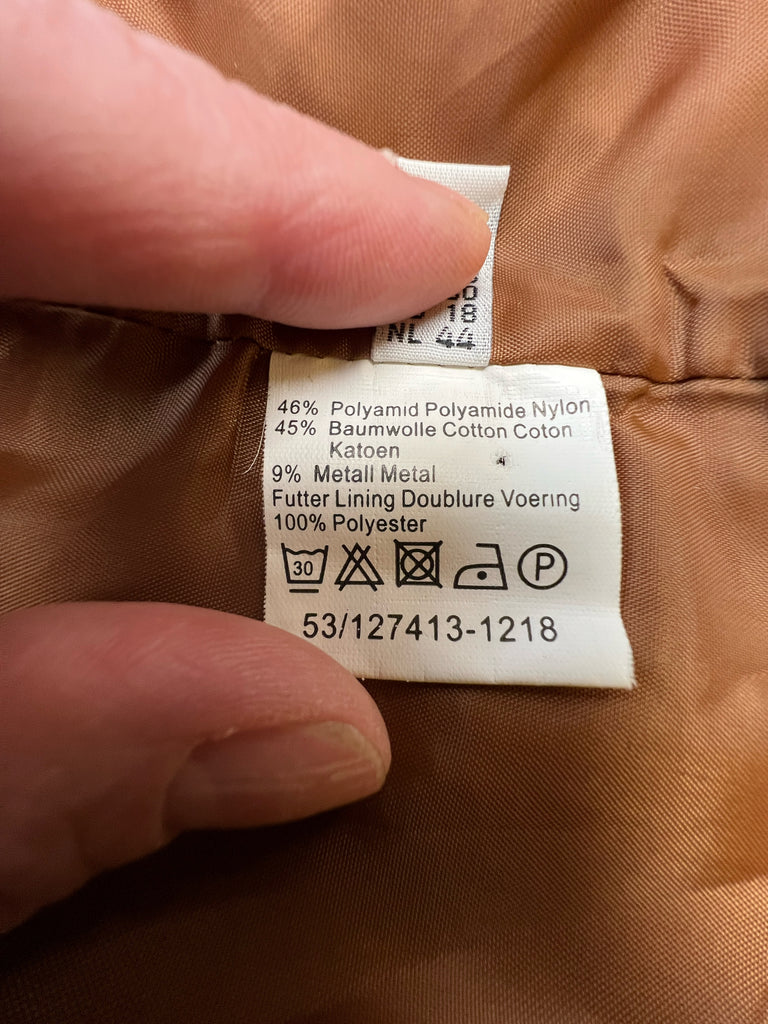 18
NL 44
46% Polyamid Polyamide Nylon
45% Baumwolle Cotton Coton
Katoen
9% Metall Metal
Futter Lining Doublure Voering
100% Polyester
30 P
53/127413-1218